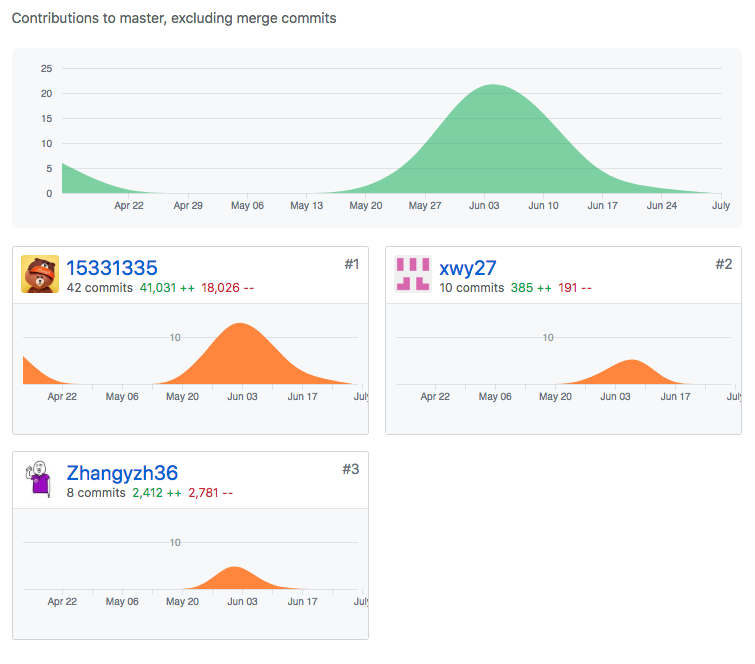 Contributions to master, excluding merge commits
25
20
15
10
5
0
Apr 22 Apr 29 May 06 May 13 May 20 May 27 Jun 03 Jun 10 Jun 17 Jun 24 July
15331335 #1
42 commits 41,031 ++ 18,026 --
10
Apr 22 May 06 May 20 Jun 03 Jun 17 July
xwy27 #2
10 commits 385 ++ 191 --
10
Apr 22 May 06 May 20 Jun 03 Jun 17 July
Zhangyzh36 #3
8 commits 2,412 ++ 2,781 --
10
Apr 22 May 06 May 20 Jun 03 Jun 17 July